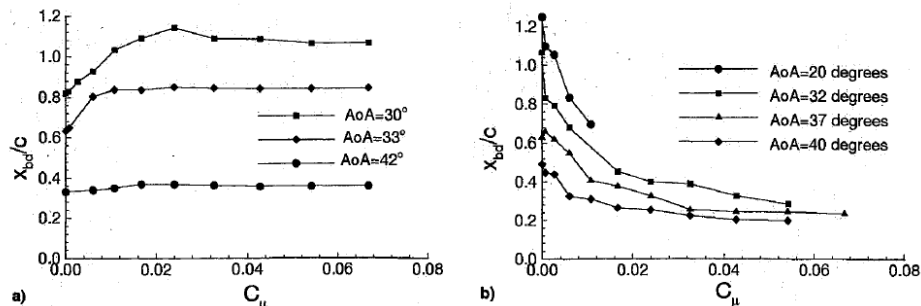 1.2
1.0
0.8
0.6
0.4
0.2
0.0
X_bd/C
0.00 0.02 0.04 0.06 0.08
C_μ
AoA=30°
AoA=33°
AoA=42°
a)
1.2
1.0
0.8
0.6
0.4
0.2
0.0
X_bd/C
0.00 0.02 0.04 0.06 0.08
C_μ
AoA=20 degrees
AoA=32 degrees
AoA=37 degrees
AoA=40 degrees
b)